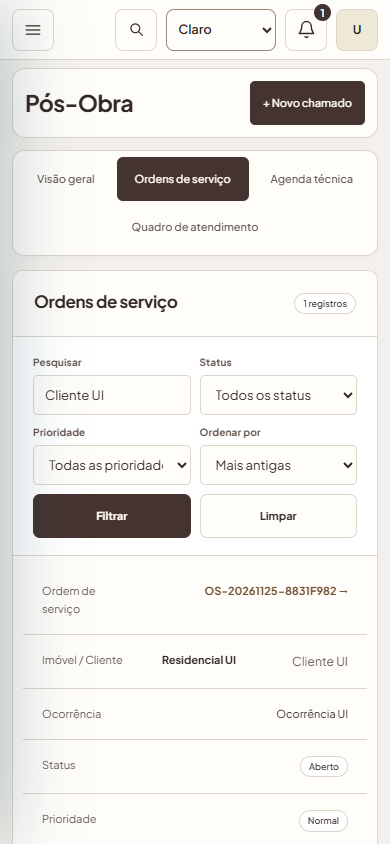 Claro
1
U
Pós-Obra
+ Novo chamado
Visão geral
Ordens de serviço
Agenda técnica
Quadro de atendimento
Ordens de serviço
1 registros
Pesquisar
Status
Cliente UI
Todos os status
Prioridade
Ordenar por
Todas as prioridad
Mais antigas
Filtrar
Limpar
Ordem de
serviço
OS-20261125-8831F982 →
Imóvel / Cliente
Residencial UI
Cliente UI
Ocorrência
Ocorrência UI
Status
Aberto
Prioridade
Normal